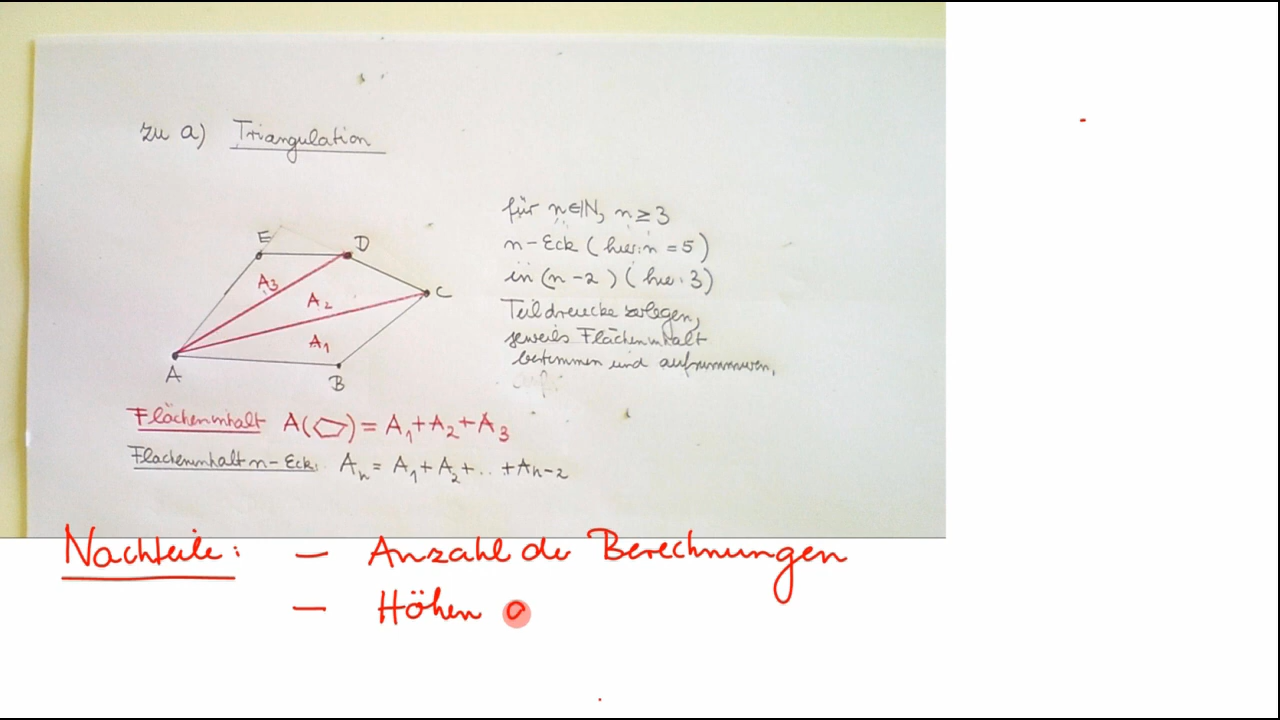 zu a) Triangulation
für n∈ℕ, n ≥ 3
n-Eck (hier: n = 5)
in (n-2) (hier: 3)
Teildreiecke zerlegen,
jeweils Flächeninhalt
bestimmen und aufsummieren.
E
D
A3
A2
C
A1
A
B
Flächeninhalt A(⬠) = A1 + A2 + A3
Flächeninhalt n-Eck: An = A1 + A2 + .. + An-2
Nachteile: — Anzahl der Berechnungen
— Höhen